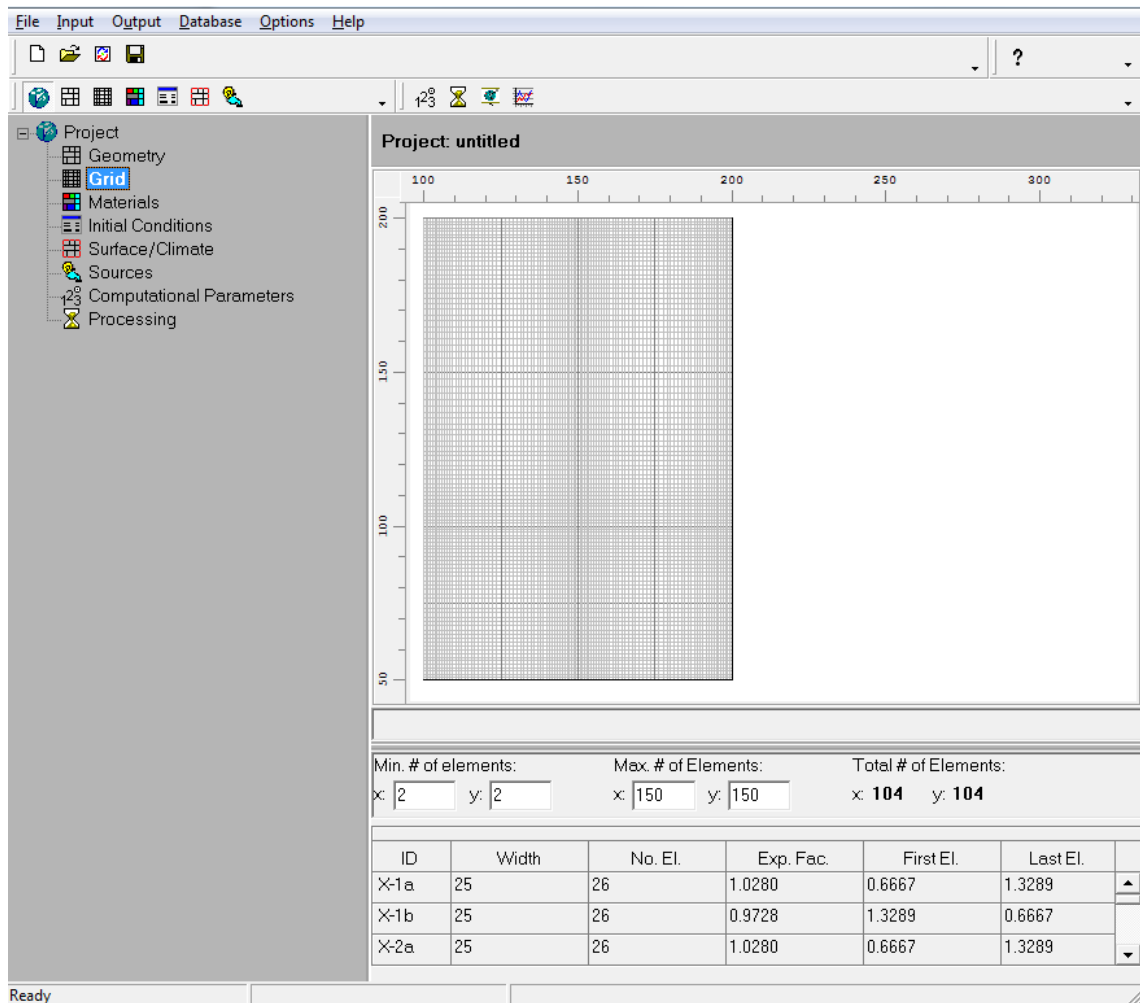 File Input Output Database Options Help
?
Project
Geometry
Grid
Materials
Initial Conditions
Surface/Climate
Sources
Computational Parameters
Processing
Project: untitled
100 150 200 250 300
200
150
100
50
Min. # of elements: Max. # of Elements: Total # of Elements:
x: 2 y: 2 x: 150 y: 150 x: 104 y: 104
ID Width No. El. Exp. Fac. First El. Last El.
X-1a 25 26 1.0280 0.6667 1.3289
X-1b 25 26 0.9728 1.3289 0.6667
X-2a 25 26 1.0280 0.6667 1.3289
Ready